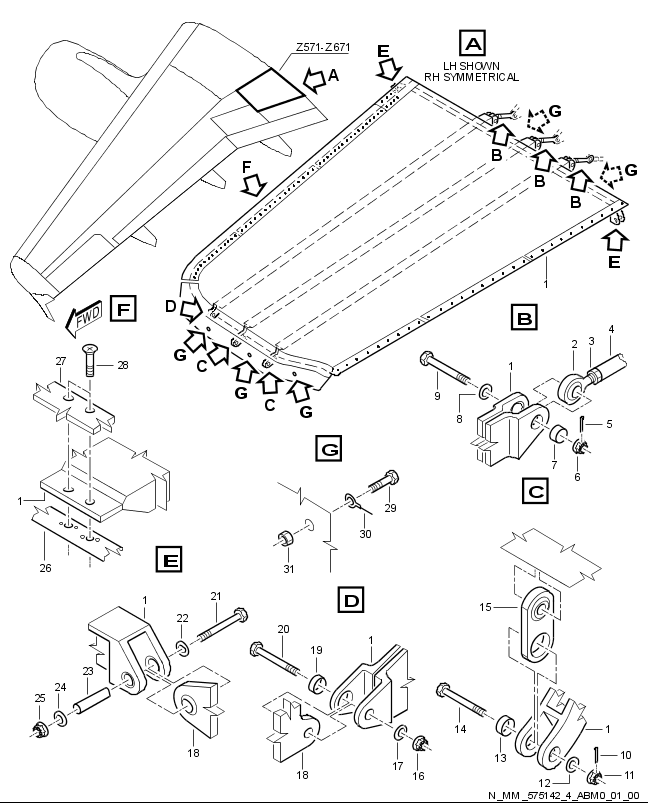 Z571-Z671
A
E
A
LH SHOWN
RH SYMMETRICAL
G
B
G
B
B
F
E
1
D
G
C
G
C
G
FWD
F
27
28
1
26
B
4
3
2
1
9
8
5
7
6
G
29
30
31
C
15
14
13
1
12
10
11
E
1
21
22
23
24
25
18
D
20
19
1
18
17
16
N_MM_575142_4_ABM0_01_00